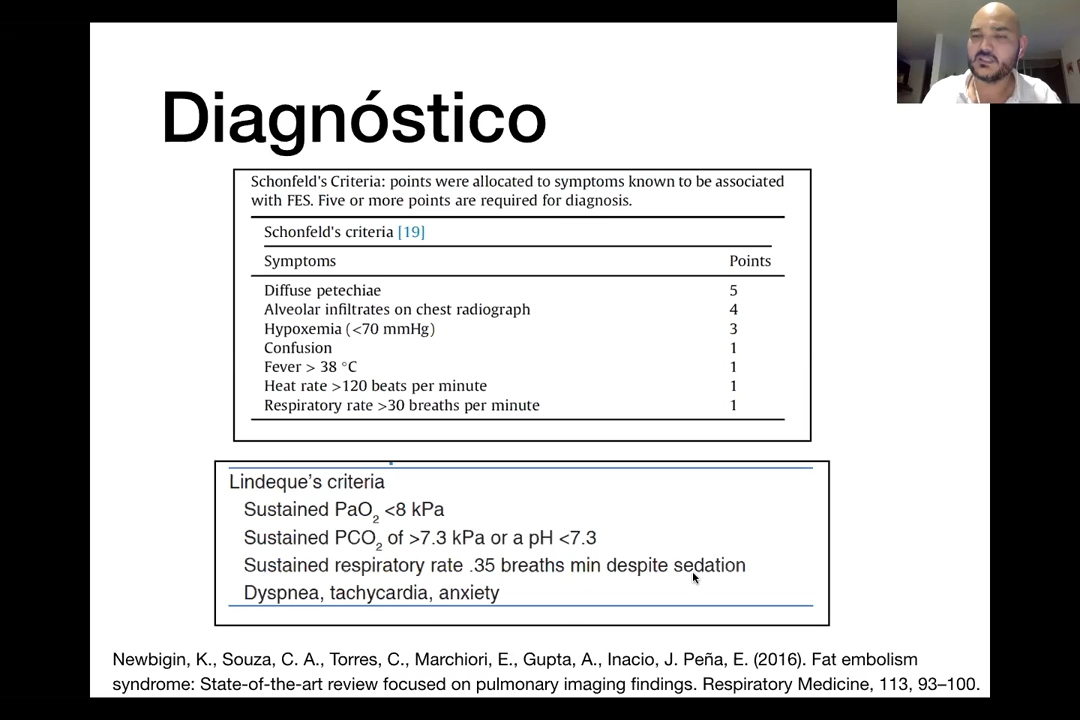 Diagnóstico
Schonfeld's Criteria: points were allocated to symptoms known to be associated
with FES. Five or more points are required for diagnosis.
Schonfeld's criteria [19]
Symptoms Points
Diffuse petechiae 5
Alveolar infiltrates on chest radiograph 4
Hypoxemia (<70 mmHg) 3
Confusion 1
Fever > 38 °C 1
Heat rate >120 beats per minute 1
Respiratory rate >30 breaths per minute 1
Lindeque's criteria
Sustained PaO2 <8 kPa
Sustained PCO2 of >7.3 kPa or a pH <7.3
Sustained respiratory rate .35 breaths min despite sedation
Dyspnea, tachycardia, anxiety
Newbigin, K., Souza, C. A., Torres, C., Marchiori, E., Gupta, A., Inacio, J. Peña, E. (2016). Fat embolism
syndrome: State-of-the-art review focused on pulmonary imaging findings. Respiratory Medicine, 113, 93–100.